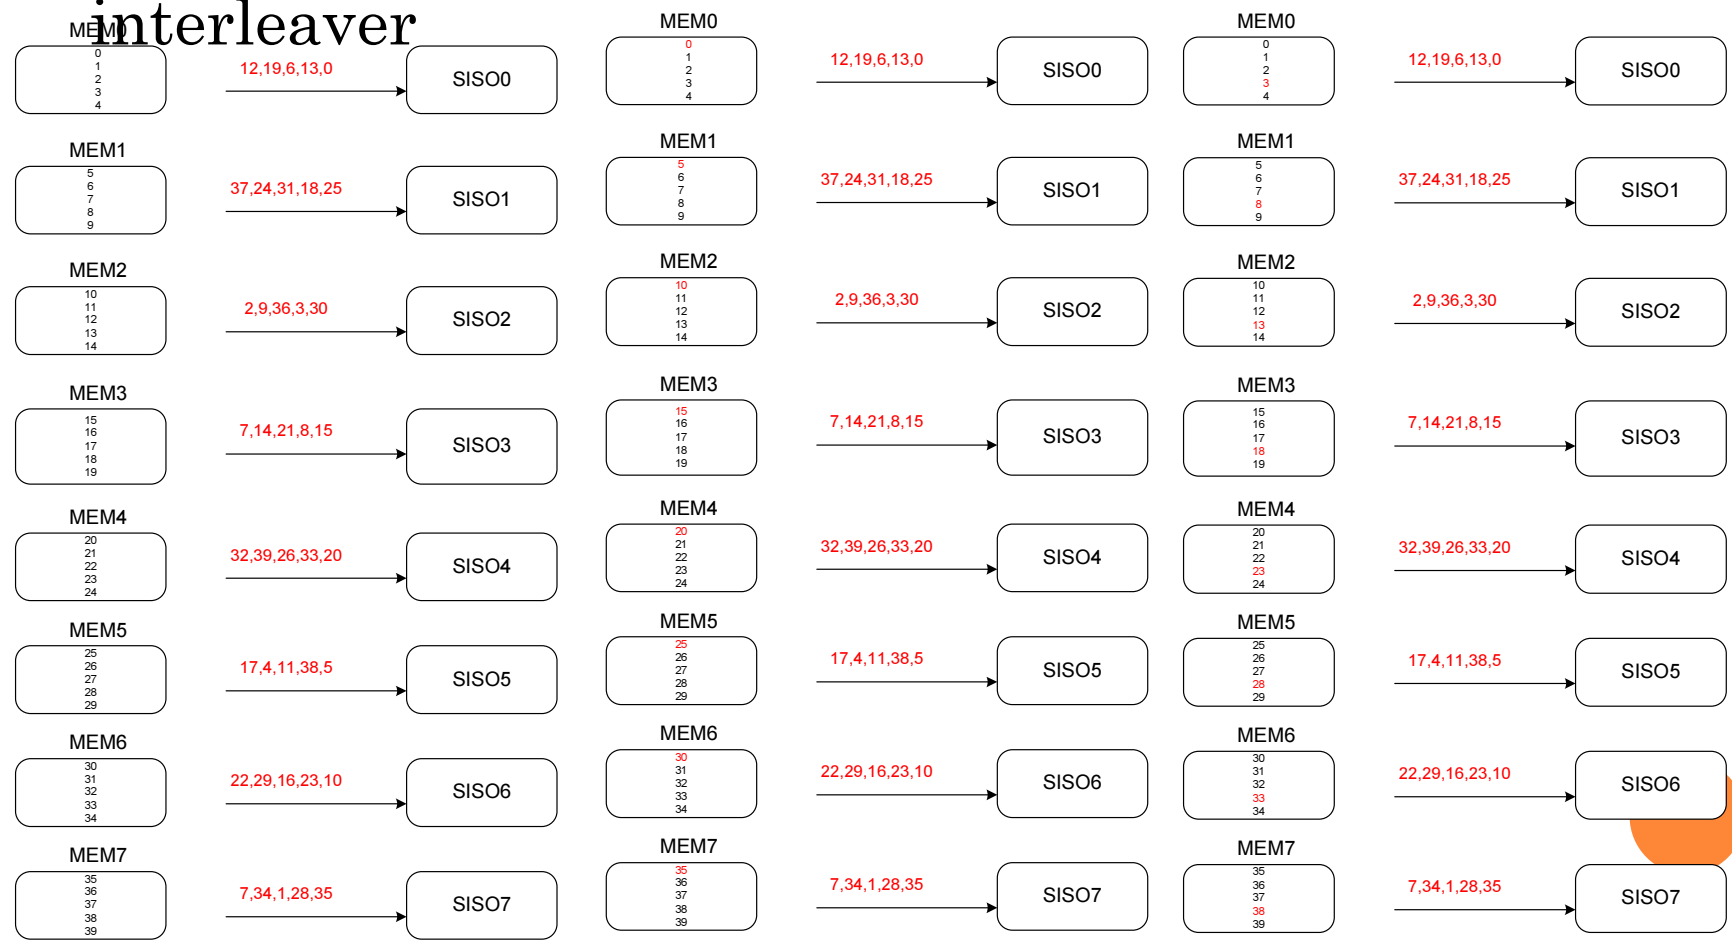 interleaver
MEM0
0
1
2
3
4
12,19,6,13,0
SISO0
MEM1
5
6
7
8
9
37,24,31,18,25
SISO1
MEM2
10
11
12
13
14
2,9,36,3,30
SISO2
MEM3
15
16
17
18
19
7,14,21,8,15
SISO3
MEM4
20
21
22
23
24
32,39,26,33,20
SISO4
MEM5
25
26
27
28
29
17,4,11,38,5
SISO5
MEM6
30
31
32
33
34
22,29,16,23,10
SISO6
MEM7
35
36
37
38
39
7,34,1,28,35
SISO7
MEM0
0
1
2
3
4
12,19,6,13,0
SISO0
MEM1
5
6
7
8
9
37,24,31,18,25
SISO1
MEM2
10
11
12
13
14
2,9,36,3,30
SISO2
MEM3
15
16
17
18
19
7,14,21,8,15
SISO3
MEM4
20
21
22
23
24
32,39,26,33,20
SISO4
MEM5
25
26
27
28
29
17,4,11,38,5
SISO5
MEM6
30
31
32
33
34
22,29,16,23,10
SISO6
MEM7
35
36
37
38
39
7,34,1,28,35
SISO7
MEM0
0
1
2
3
4
12,19,6,13,0
SISO0
MEM1
5
6
7
8
9
37,24,31,18,25
SISO1
MEM2
10
11
12
13
14
2,9,36,3,30
SISO2
MEM3
15
16
17
18
19
7,14,21,8,15
SISO3
MEM4
20
21
22
23
24
32,39,26,33,20
SISO4
MEM5
25
26
27
28
29
17,4,11,38,5
SISO5
MEM6
30
31
32
33
34
22,29,16,23,10
SISO6
MEM7
35
36
37
38
39
7,34,1,28,35
SISO7